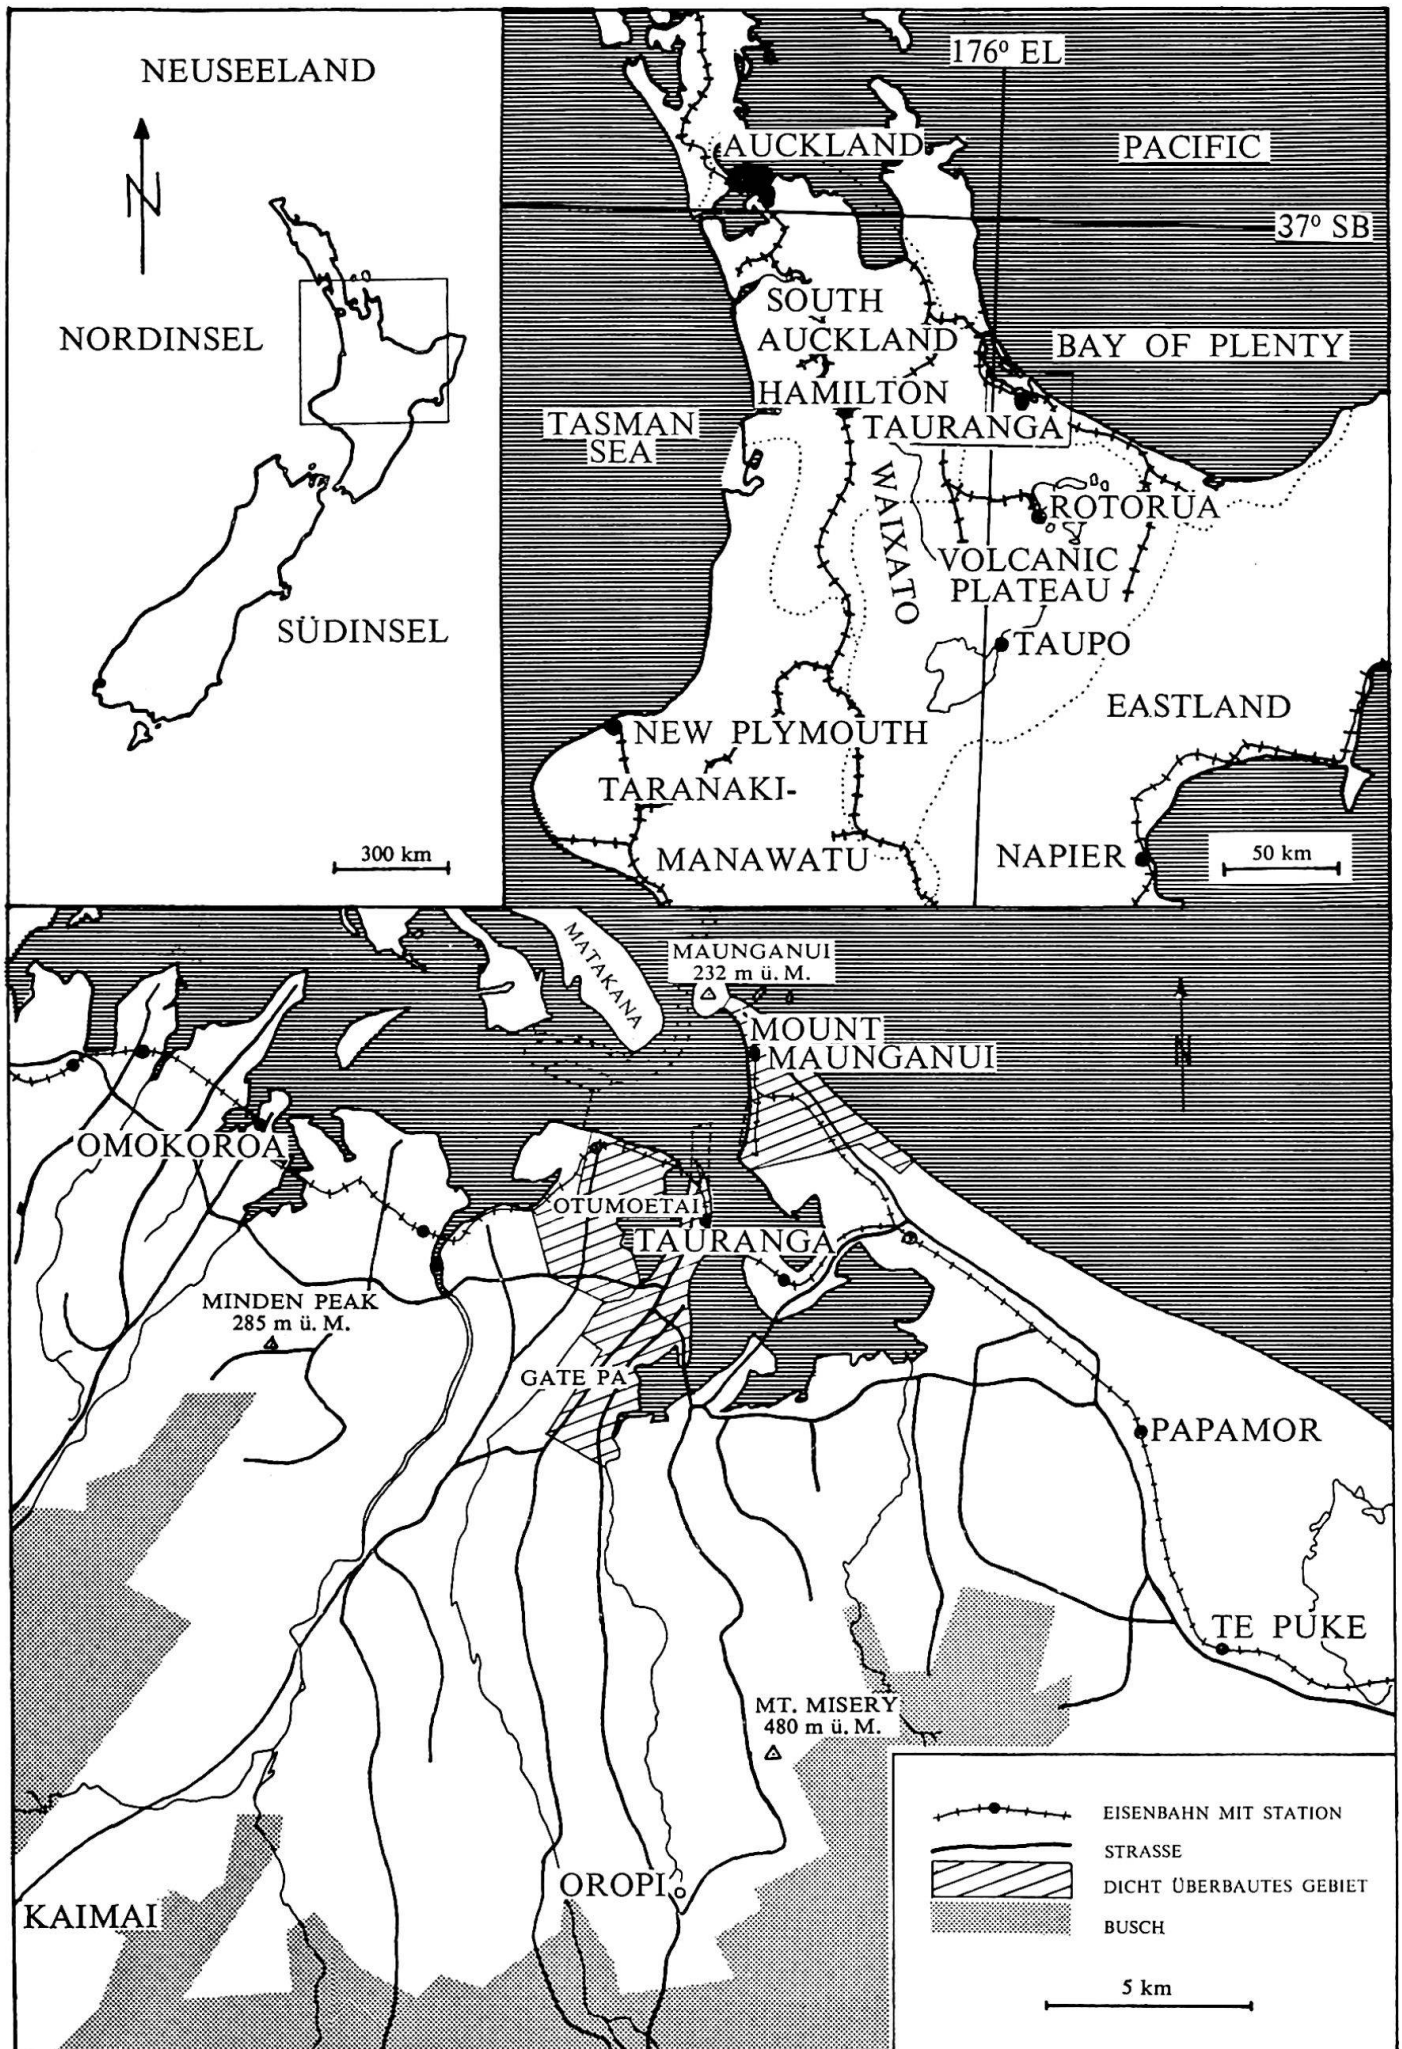 NEUSEELAND
N
NORDINSEL
SÜDINSEL
300 km
176º EL
AUCKLAND
PACIFIC
37º SB
SOUTH
AUCKLAND
BAY OF PLENTY
HAMILTON
TASMAN
SEA
TAURANGA
WAIXATO
ROTORUA
VOLCANIC
PLATEAU
TAUPO
EASTLAND
NEW PLYMOUTH
TARANAKI-
MANAWATU
NAPIER
50 km
MATAKANA
MAUNGANUI
232 m ü. M.
MOUNT
MAUNGANUI
N
OMOKOROA
OTUMOETAI
TAURANGA
MINDEN PEAK
285 m ü. M.
GATE PA
PAPAMOR
TE PUKE
MT. MISERY
480 m ü. M.
OROPI
KAIMAI
EISENBAHN MIT STATION
STRASSE
DICHT ÜBERBAUTES GEBIET
BUSCH
5 km